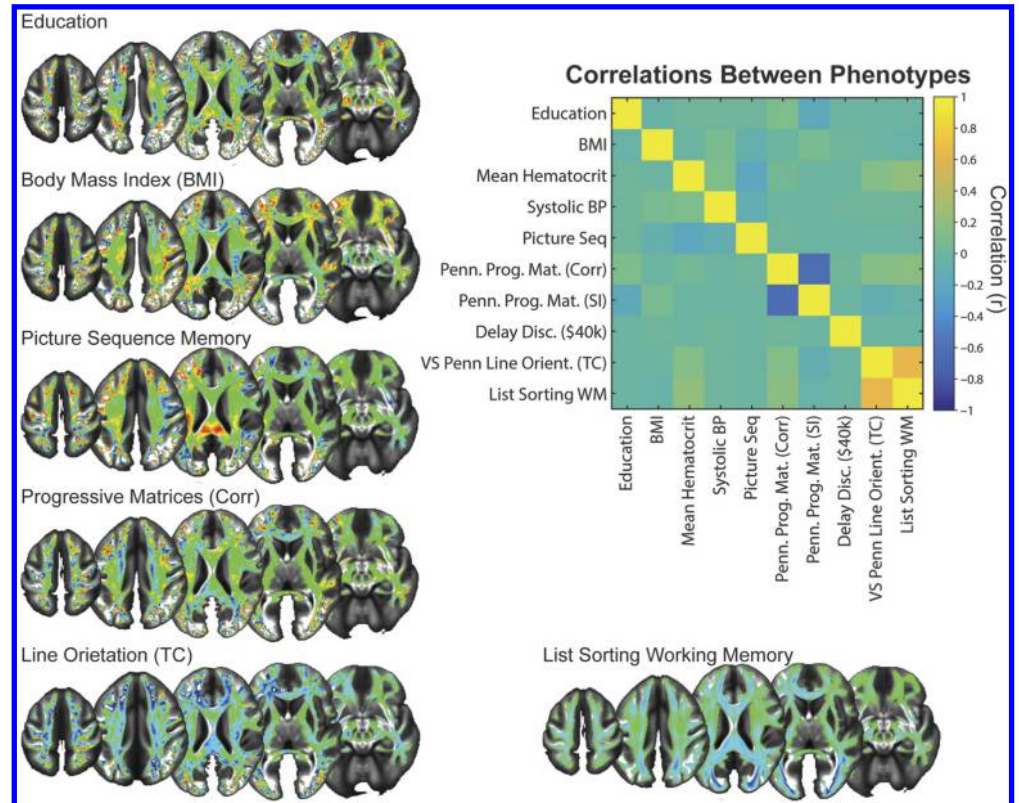 Education
Body Mass Index (BMI)
Picture Sequence Memory
Progressive Matrices (Corr)
Line Orietation (TC)
List Sorting Working Memory
Correlations Between Phenotypes
Education
BMI
Mean Hematocrit
Systolic BP
Picture Seq
Penn. Prog. Mat. (Corr)
Penn. Prog. Mat. (SI)
Delay Disc. ($40k)
VS Penn Line Orient. (TC)
List Sorting WM
Education
BMI
Mean Hematocrit
Systolic BP
Picture Seq
Penn. Prog. Mat. (Corr)
Penn. Prog. Mat. (SI)
Delay Disc. ($40k)
VS Penn Line Orient. (TC)
List Sorting WM
1
0.8
0.6
0.4
0.2
0
−0.2
−0.4
−0.6
−0.8
−1
Correlation (r)